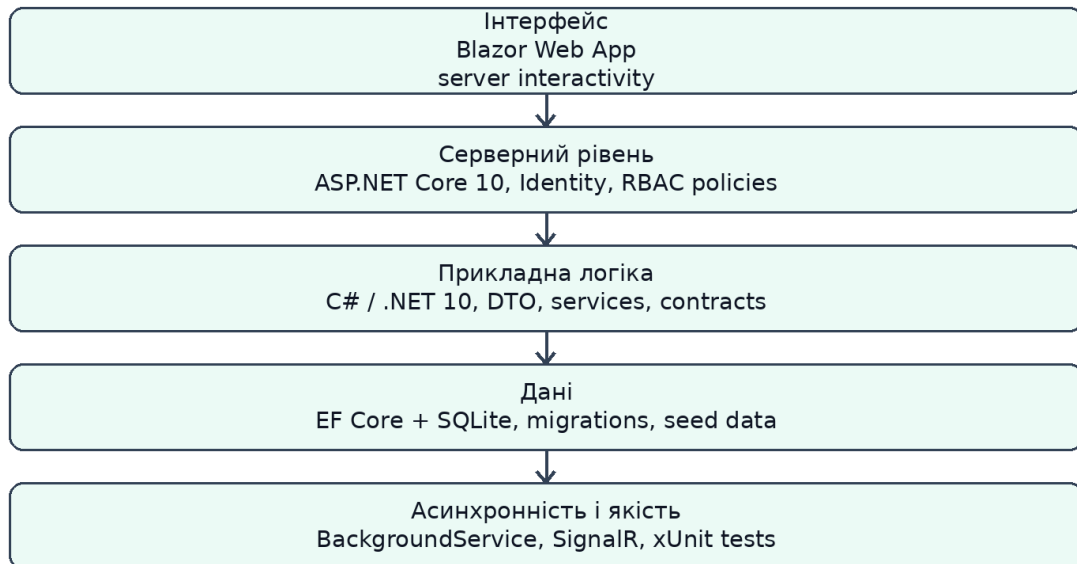 Інтерфейс
Blazor Web App
server interactivity
Серверний рівень
ASP.NET Core 10, Identity, RBAC policies
Прикладна логіка
C# / .NET 10, DTO, services, contracts
Дані
EF Core + SQLite, migrations, seed data
Асинхронність і якість
BackgroundService, SignalR, xUnit tests